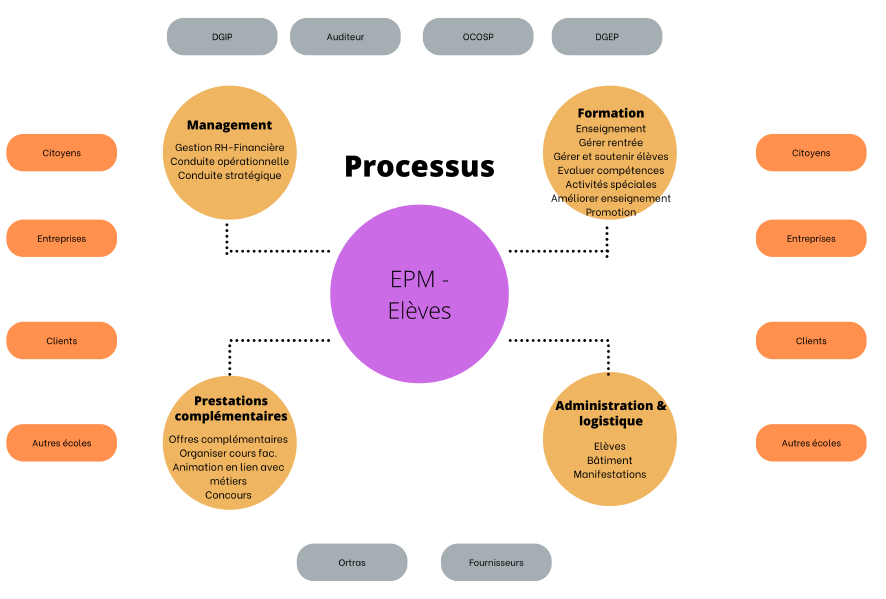 DGIP
Auditeur
OCOSP
DGEP
Management
Gestion RH-Financière
Conduite opérationnelle
Conduite stratégique
Formation
Enseignement
Gérer rentrée
Gérer et soutenir élèves
Evaluer compétences
Activités spéciales
Améliorer enseignement
Promotion
Processus
Citoyens
Entreprises
Clients
Autres écoles
EPM -
Elèves
Citoyens
Entreprises
Clients
Autres écoles
Prestations
complémentaires
Offres complémentaires
Organiser cours fac.
Animation en lien avec
métiers
Concours
Administration &
logistique
Elèves
Bâtiment
Manifestations
Ortras
Fournisseurs